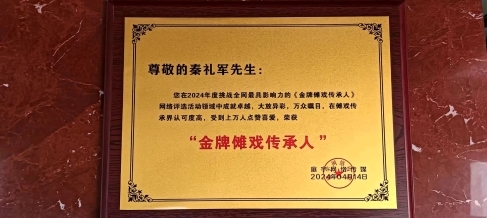 尊敬的秦礼军先生：
您在2024年度挑战全网最具影响力的《金牌傩戏传承人》
网络评选活动领域中成就卓越，大放异彩，万众瞩目，在傩戏传
承界认可度高，受到上万人点赞喜爱，荣获
“金牌傩戏传承人”
2024年04月14日